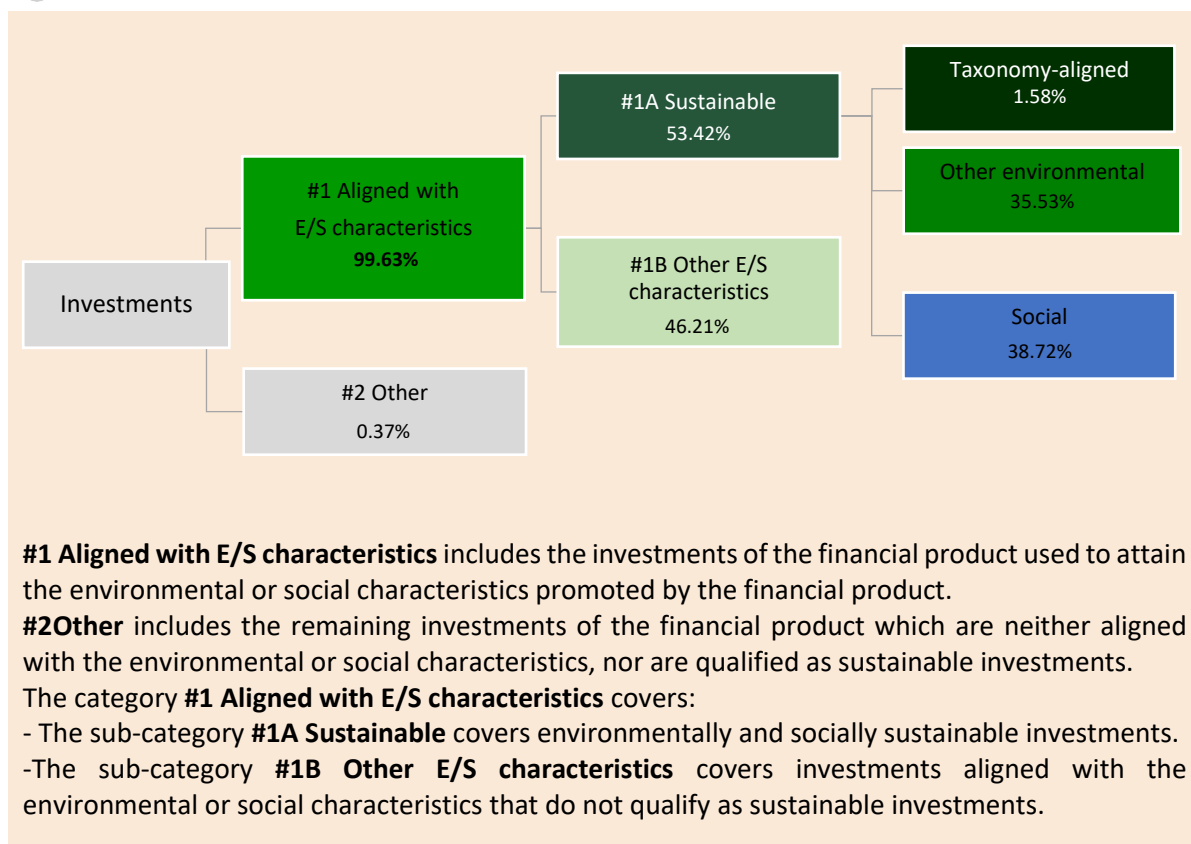 Investments
#1 Aligned with
E/S characteristics
99.63%
#2 Other
0.37%
#1A Sustainable
53.42%
#1B Other E/S
characteristics
46.21%
Taxonomy-aligned
1.58%
Other environmental
35.53%
Social
38.72%
#1 Aligned with E/S characteristics includes the investments of the financial product used to attain
the environmental or social characteristics promoted by the financial product.
#2Other includes the remaining investments of the financial product which are neither aligned
with the environmental or social characteristics, nor are qualified as sustainable investments.
The category #1 Aligned with E/S characteristics covers:
- The sub-category #1A Sustainable covers environmentally and socially sustainable investments.
-The sub-category #1B Other E/S characteristics covers investments aligned with the
environmental or social characteristics that do not qualify as sustainable investments.